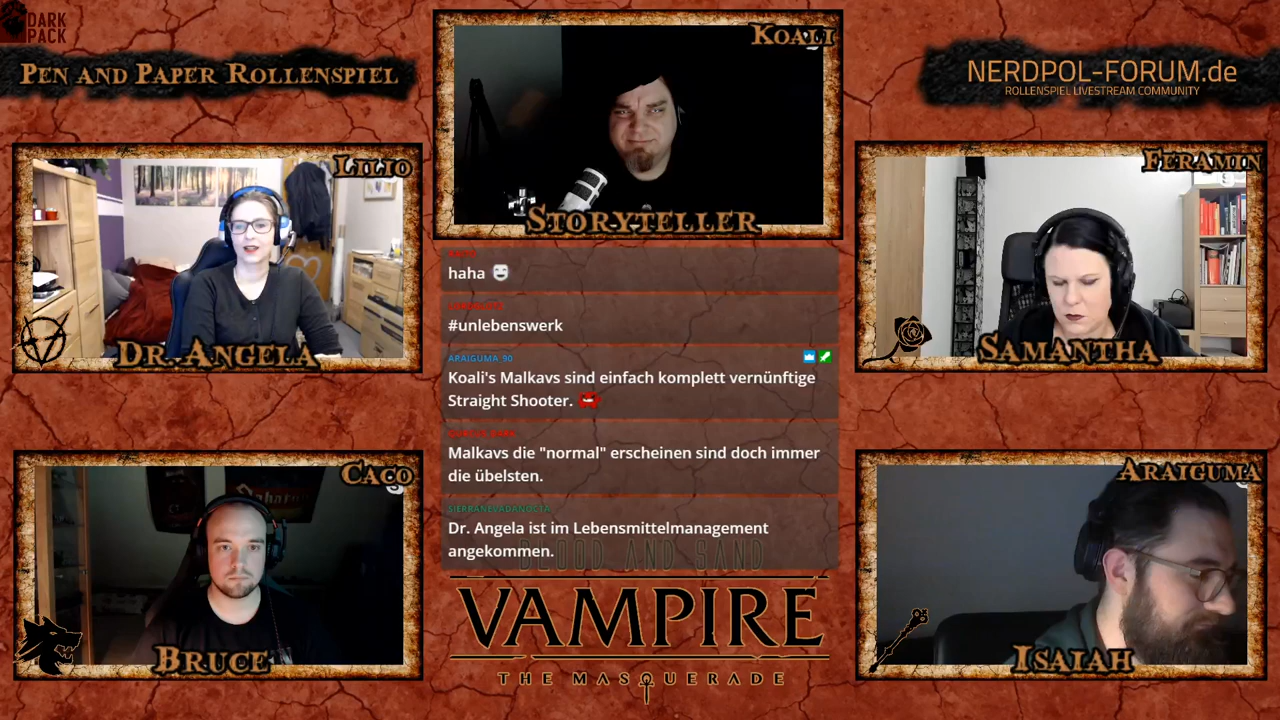 DARK
PACK
PEN AND PAPER ROLLENSPIEL
KOALI
STORYTELLER
NERDPOL-FORUM.de
ROLLENSPIEL LIVESTREAM COMMUNITY
LILIO
DR. ANGELA
FERAMIN
SAMANTHA
haha
#unlebenswerk
APAIGUMA_90
Koali's Malkavs sind einfach komplett vernünftige
Straight Shooter.
Malkavs die "normal" erscheinen sind doch immer
die übelsten.
SIERRANEVADANOCTA
Dr. Angela ist im Lebensmittelmanagement
angekommen.
BLOOD AND SAND
VAMPIRE
THE MASQUERADE
CACO
BRUCE
ARAIGUMA
ISAIAH